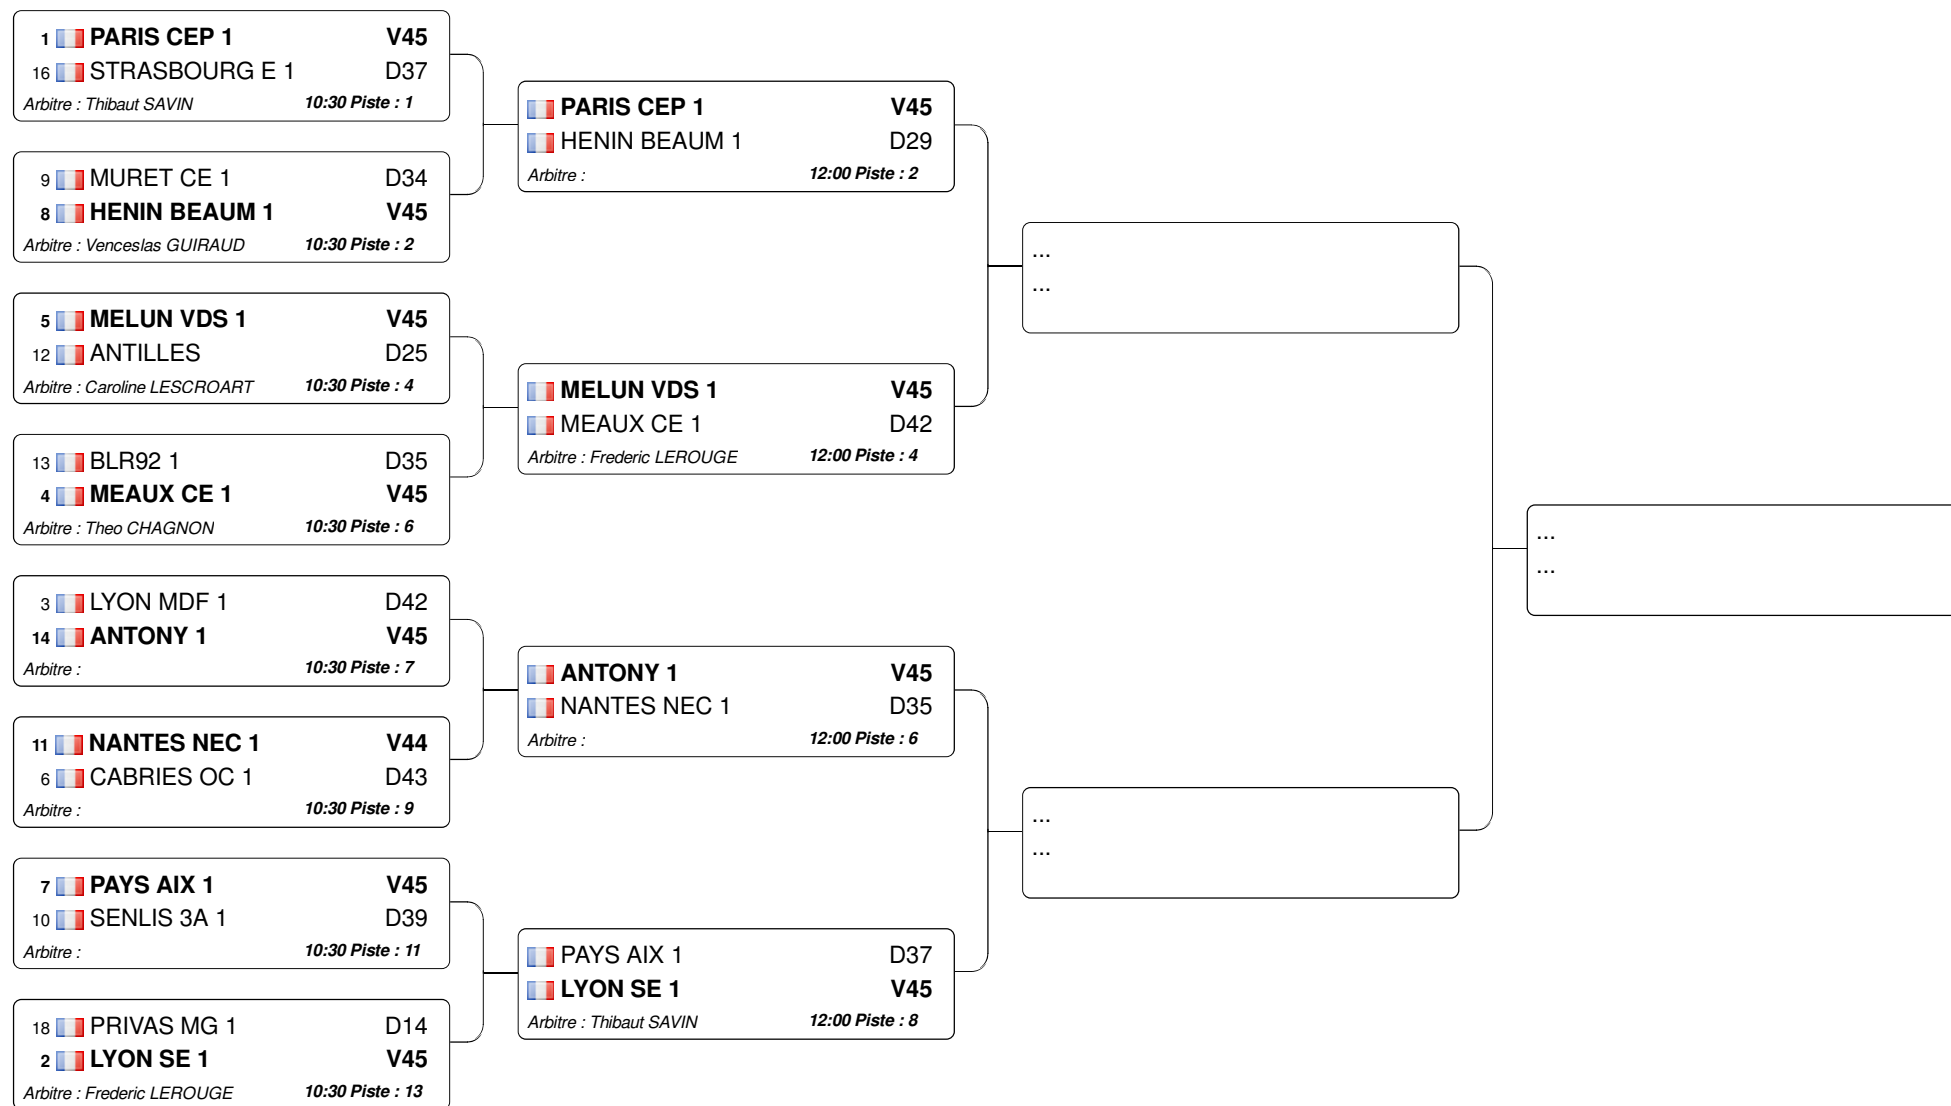 1 PARIS CEP 1 V45
16 STRASBOURG E 1 D37
Arbitre : Thibaut SAVIN 10:30 Piste : 1
9 MURET CE 1 D34
8 HENIN BEAUM 1 V45
Arbitre : Venceslas GUIRAUD 10:30 Piste : 2
5 MELUN VDS 1 V45
12 ANTILLES D25
Arbitre : Caroline LESCROART 10:30 Piste : 4
13 BLR92 1 D35
4 MEAUX CE 1 V45
Arbitre : Theo CHAGNON 10:30 Piste : 6
3 LYON MDF 1 D42
14 ANTONY 1 V45
Arbitre : 10:30 Piste : 7
11 NANTES NEC 1 V44
6 CABRIES OC 1 D43
Arbitre : 10:30 Piste : 9
7 PAYS AIX 1 V45
10 SENLIS 3A 1 D39
Arbitre : 10:30 Piste : 11
18 PRIVAS MG 1 D14
2 LYON SE 1 V45
Arbitre : Frederic LEROUGE 10:30 Piste : 13
PARIS CEP 1 V45
HENIN BEAUM 1 D29
Arbitre : 12:00 Piste : 2
MELUN VDS 1 V45
MEAUX CE 1 D42
Arbitre : Frederic LEROUGE 12:00 Piste : 4
ANTONY 1 V45
NANTES NEC 1 D35
Arbitre : 12:00 Piste : 6
PAYS AIX 1 D37
LYON SE 1 V45
Arbitre : Thibaut SAVIN 12:00 Piste : 8
...
...
...
...
...
...